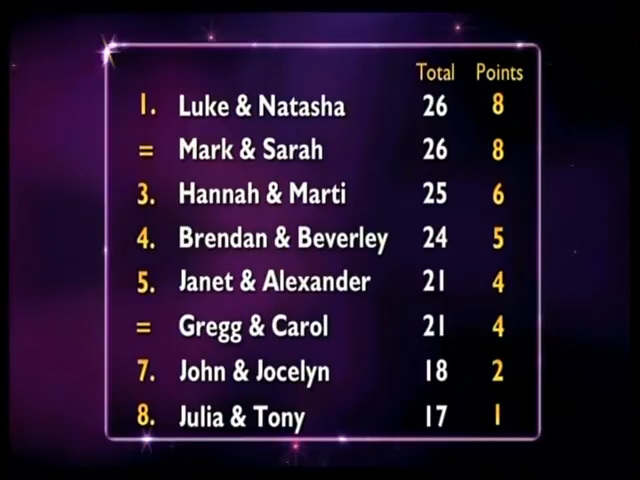 Total Points
1. Luke & Natasha 26 8
= Mark & Sarah 26 8
3. Hannah & Marti 25 6
4. Brendan & Beverley 24 5
5. Janet & Alexander 21 4
= Gregg & Carol 21 4
7. John & Jocelyn 18 2
8. Julia & Tony 17 1